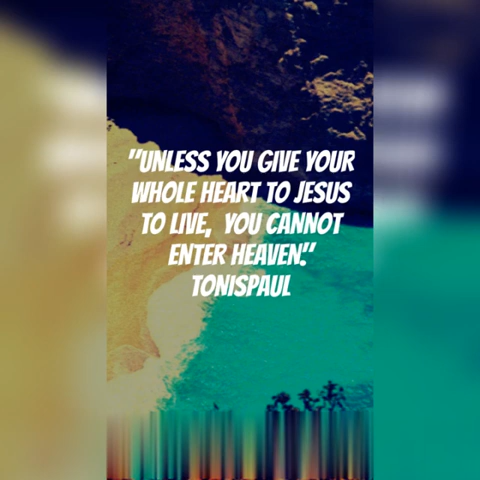 "UNLESS YOU GIVE YOUR
WHOLE HEART TO JESUS
TO LIVE, YOU CANNOT
ENTER HEAVEN."
TONISPAUL